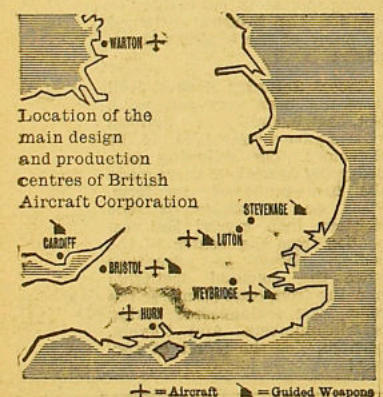 WARTON
Location of the
main design
and production
centres of British
Aircraft Corporation
STEVENAGE
CARDIFF
LUTON
BRISTOL
WEYBRIDGE
HURN
= Aircraft = Guided Weapons